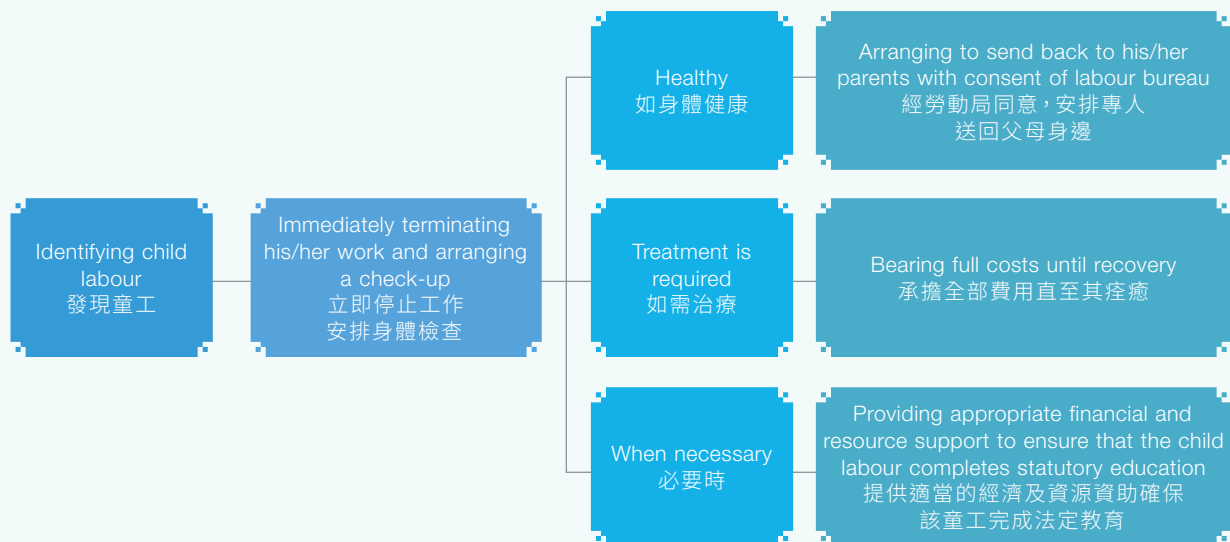 Identifying child
labour
發現童工
Immediately terminating
his/her work and arranging
a check-up
立即停止工作
安排身體檢查
Healthy
如身體健康
Arranging to send back to his/her
parents with consent of labour bureau
經勞動局同意，安排專人
送回父母身邊
Treatment is
required
如需治療
Bearing full costs until recovery
承擔全部費用直至其痊癒
When necessary
必要時
Providing appropriate financial and
resource support to ensure that the child
labour completes statutory education
提供適當的經濟及資源資助確保
該童工完成法定教育